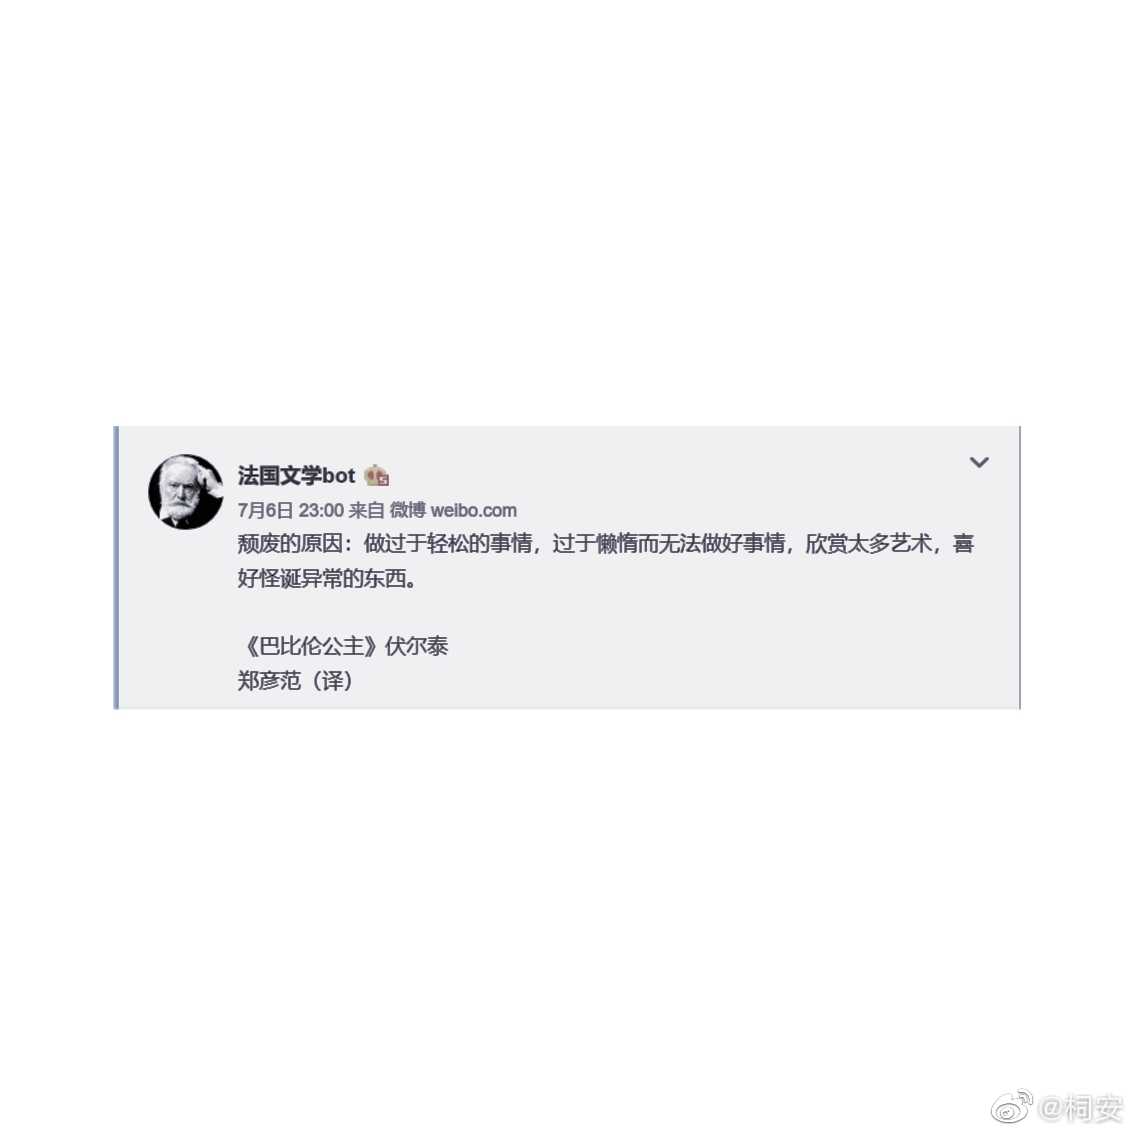 法国文学bot
7月6日 23:00 来自 微博 weibo.com
颓废的原因：做过于轻松的事情，过于懒惰而无法做好事情，欣赏太多艺术，喜
好怪诞异常的东西。
《巴比伦公主》伏尔泰
郑彦范（译）
@桐安